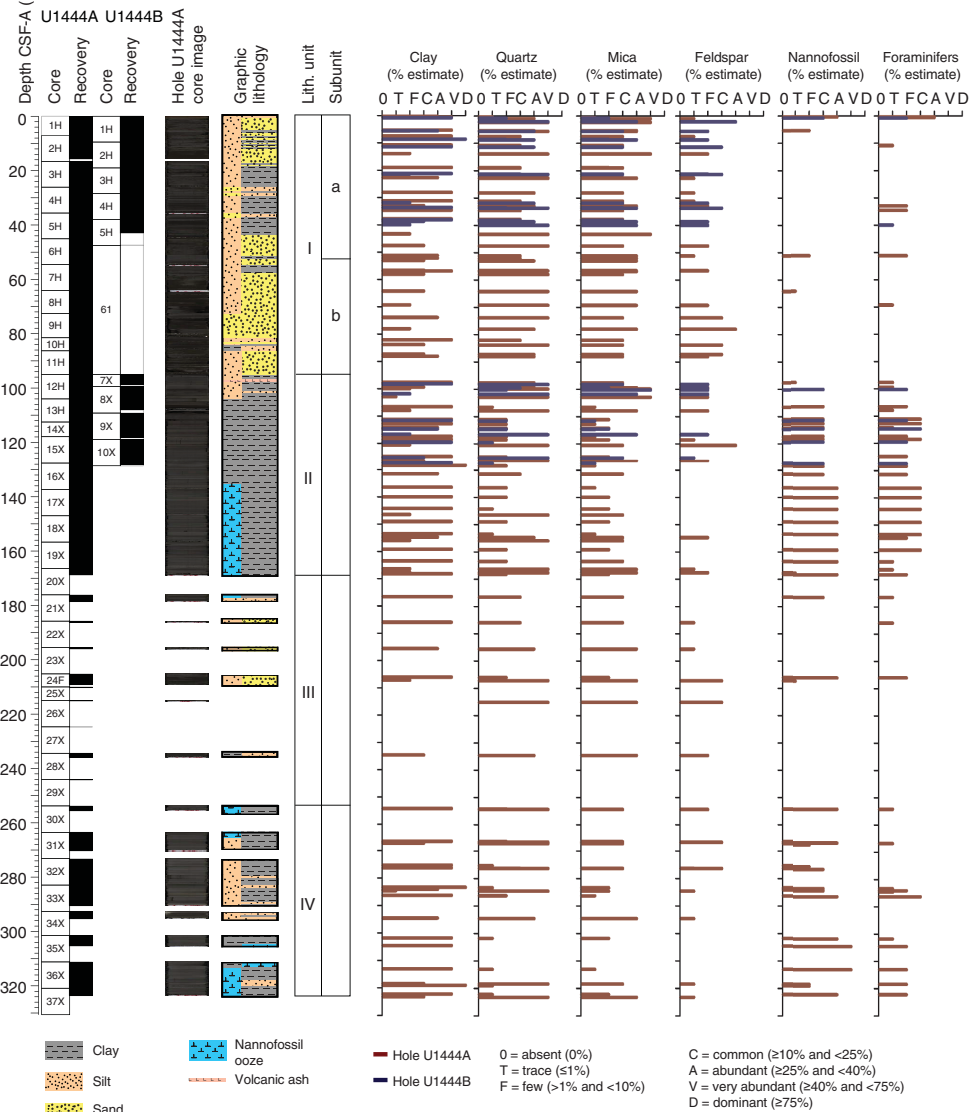 U1444A U1444B
Depth CSF-A (
Core
Recovery
Core
Recovery
Hole U1444A
core image
Graphic
lithology
Lith. unit
Subunit
Clay
(% estimate)
Quartz
(% estimate)
Mica
(% estimate)
Feldspar
(% estimate)
Nannofossil
(% estimate)
Foraminifers
(% estimate)
0 T F C A V D
0 T F C A V D
0 T F C A V D
0 T F C A V D
0 T F C A V D
0 T F C A V D
0
20
40
60
80
100
120
140
160
180
200
220
240
260
280
300
320
1H
2H
3H
4H
5H
6H
7H
8H
9H
10H
11H
12H
13H
14X
15X
16X
17X
18X
19X
20X
21X
22X
23X
24F
25X
26X
27X
28X
29X
30X
31X
32X
33X
34X
35X
36X
37X
1H
2H
3H
4H
5H
61
7X
8X
9X
10X
I
II
III
IV
a
b
Clay
Silt
Sand
Nannofossil
ooze
Volcanic ash
Hole U1444A
Hole U1444B
0 = absent (0%)
T = trace (≤1%)
F = few (>1% and <10%)
C = common (≥10% and <25%)
A = abundant (≥25% and <40%)
V = very abundant (≥40% and <75%)
D = dominant (≥75%)